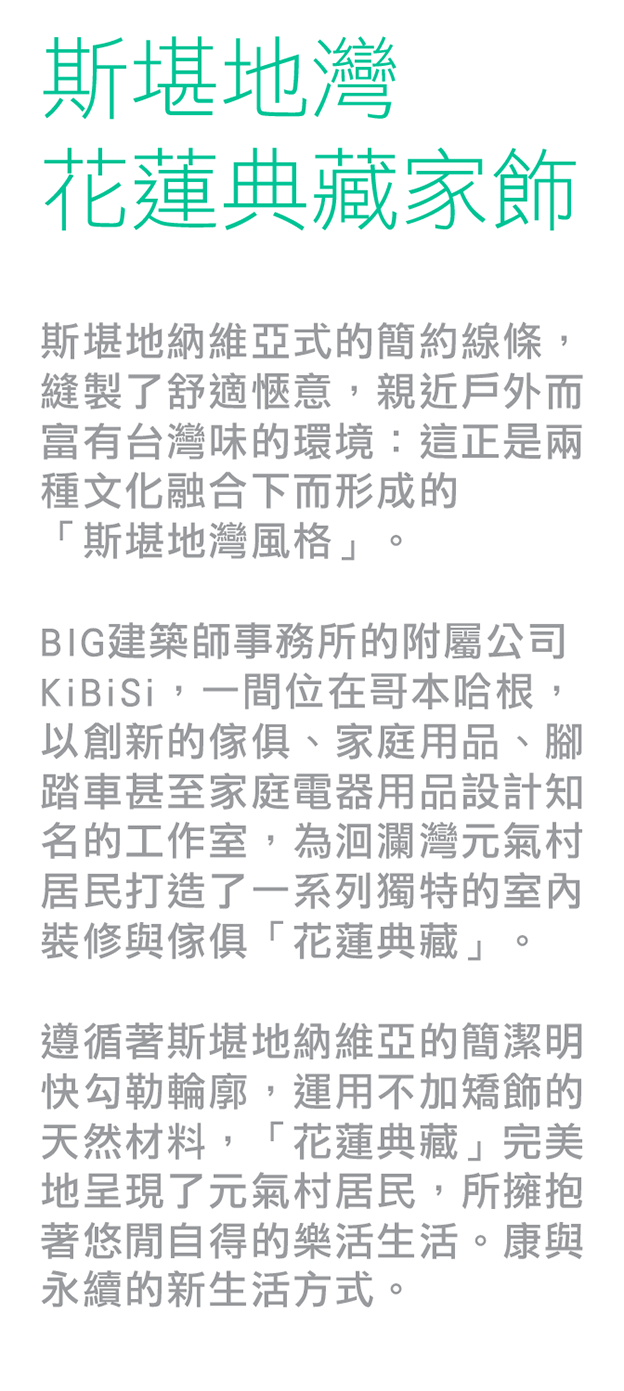 斯堪地灣
花蓮典藏家飾
斯堪地納維亞式的簡約線條，
縫製了舒適愜意，親近戶外而
富有台灣味的環境：這正是兩
種文化融合下而形成的
「斯堪地灣風格」。
BIG建築師事務所的附屬公司
KiBiSi，一間位在哥本哈根，
以創新的傢俱、家庭用品、腳
踏車甚至家庭電器用品設計知
名的工作室，為洄瀾灣元氣村
居民打造了一系列獨特的室內
裝修與傢俱「花蓮典藏」。
遵循著斯堪地納維亞的簡潔明
快勾勒輪廓，運用不加矯飾的
天然材料，「花蓮典藏」完美
地呈現了元氣村居民，所擁抱
著悠閒自得的樂活生活。康與
永續的新生活方式。